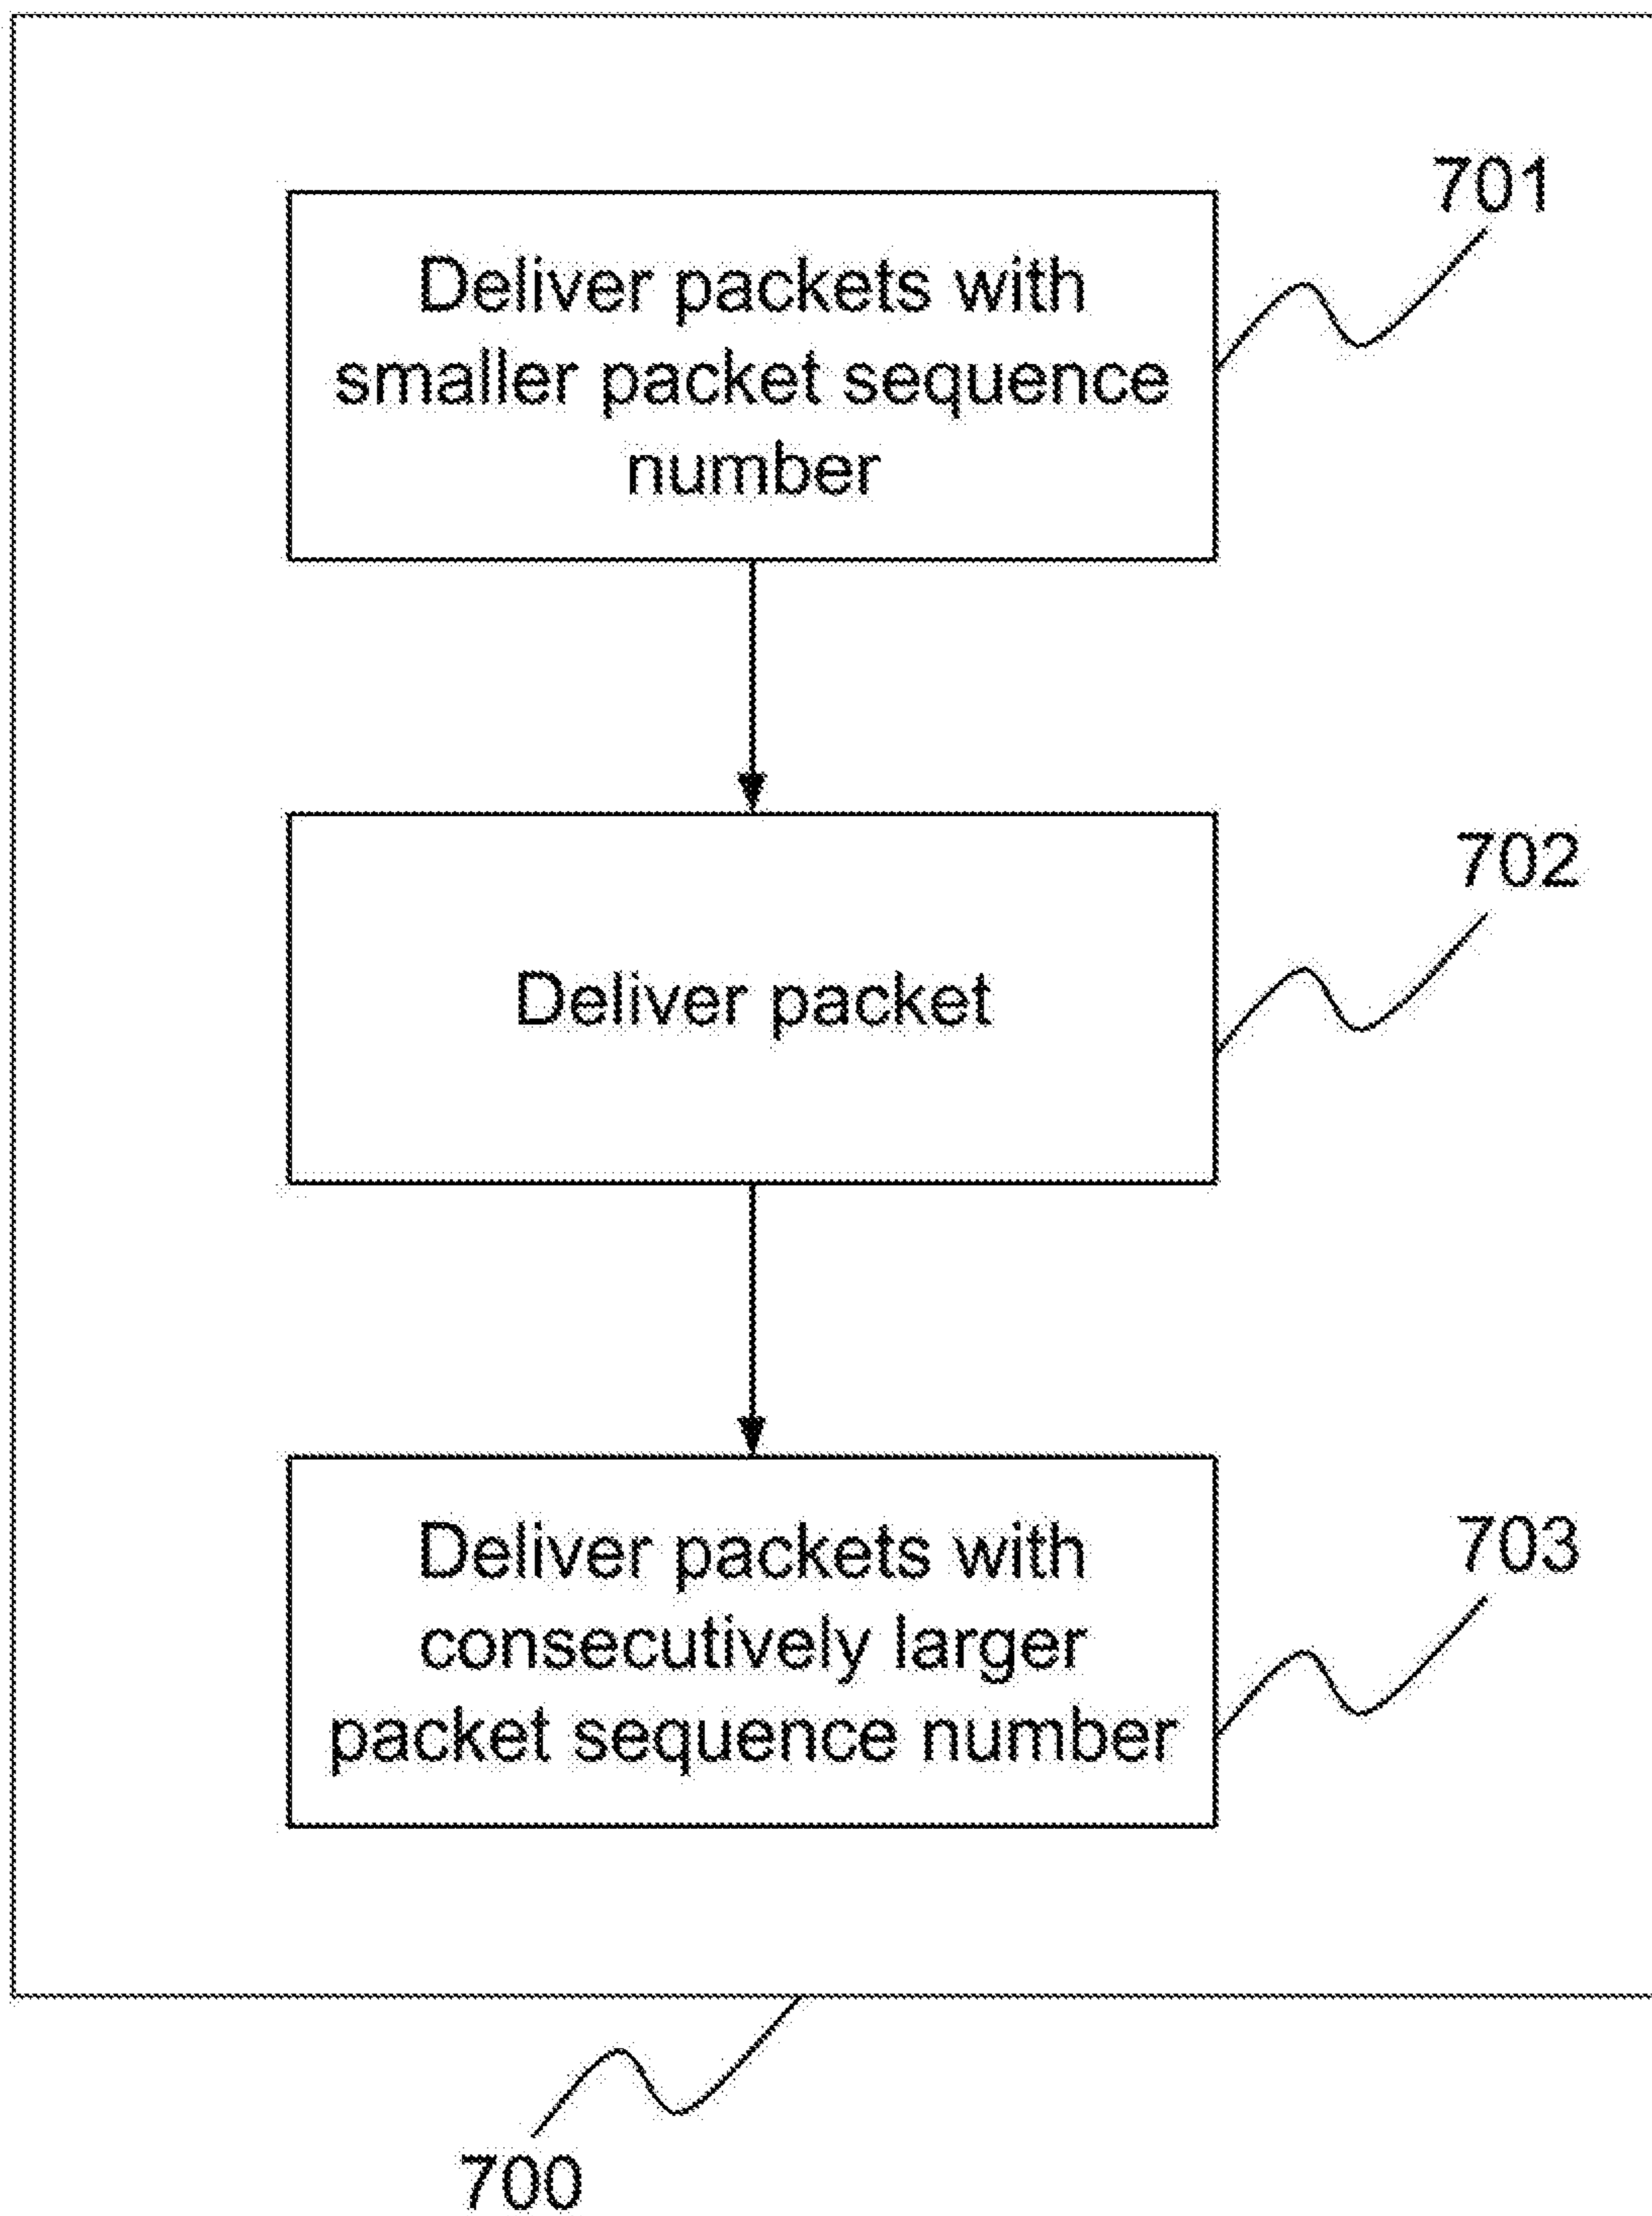 701
Deliver packets with
smaller packet sequence
number
702
Deliver packet
703
Deliver packets with
consecutively larger
packet sequence number
700